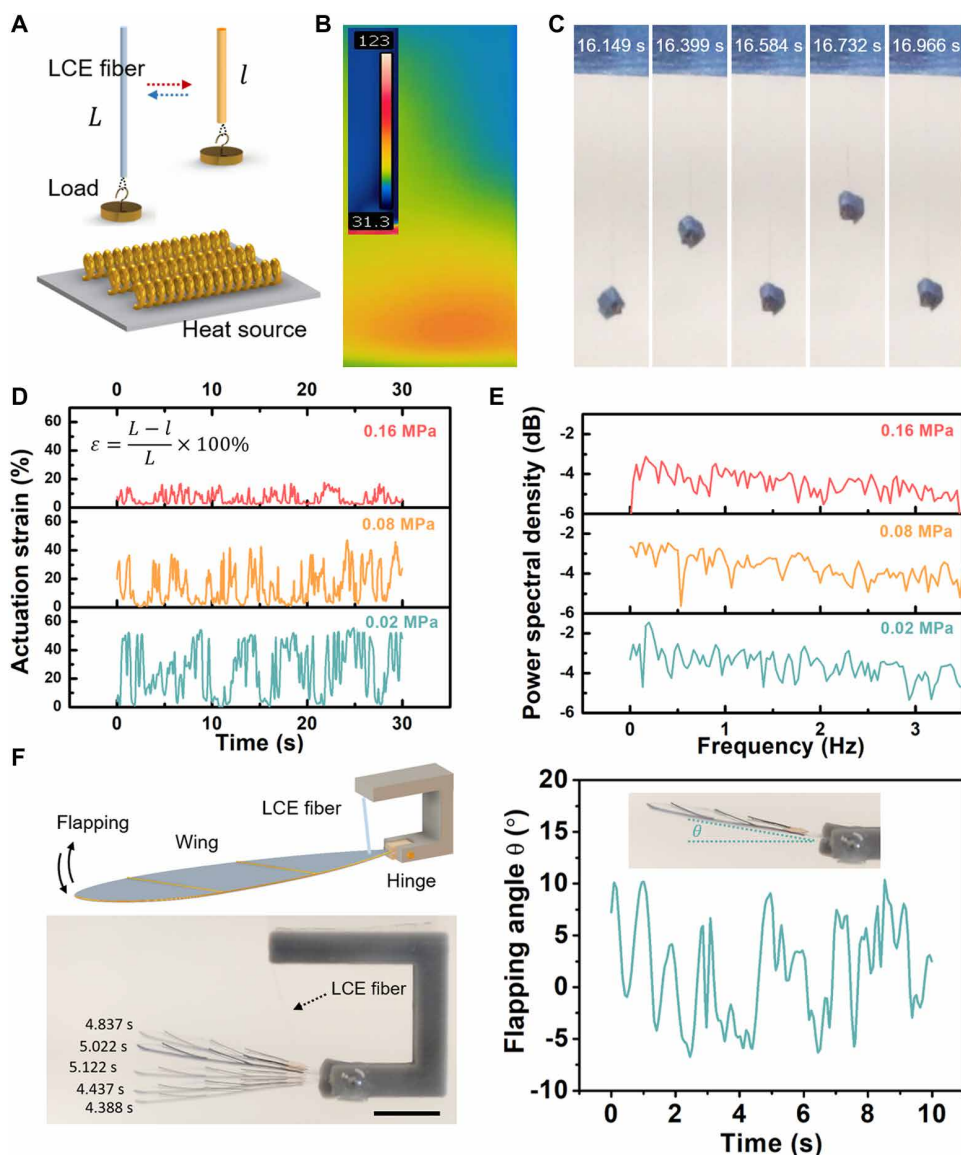 A
LCE fiber
L
l
Load
Heat source
B
123
31.3
C
16.149 s
16.399 s
16.584 s
16.732 s
16.966 s
D
0 10 20 30
ε = (L − l)/L × 100%
0.16 MPa
60
40
20
0
0.08 MPa
60
40
20
0
0.02 MPa
60
40
20
0
0 10 20 30
Actuation strain (%)
Time (s)
E
0.16 MPa
-2
-4
-6
0.08 MPa
-2
-4
-6
0.02 MPa
-2
-4
-6
0 1 2 3
Power spectral density (dB)
Frequency (Hz)
F
LCE fiber
Flapping
Wing
Hinge
LCE fiber
4.837 s
5.022 s
5.122 s
4.437 s
4.388 s
20
15
10
5
0
-5
-10
θ
0 2 4 6 8 10
Flapping angle θ (°)
Time (s)